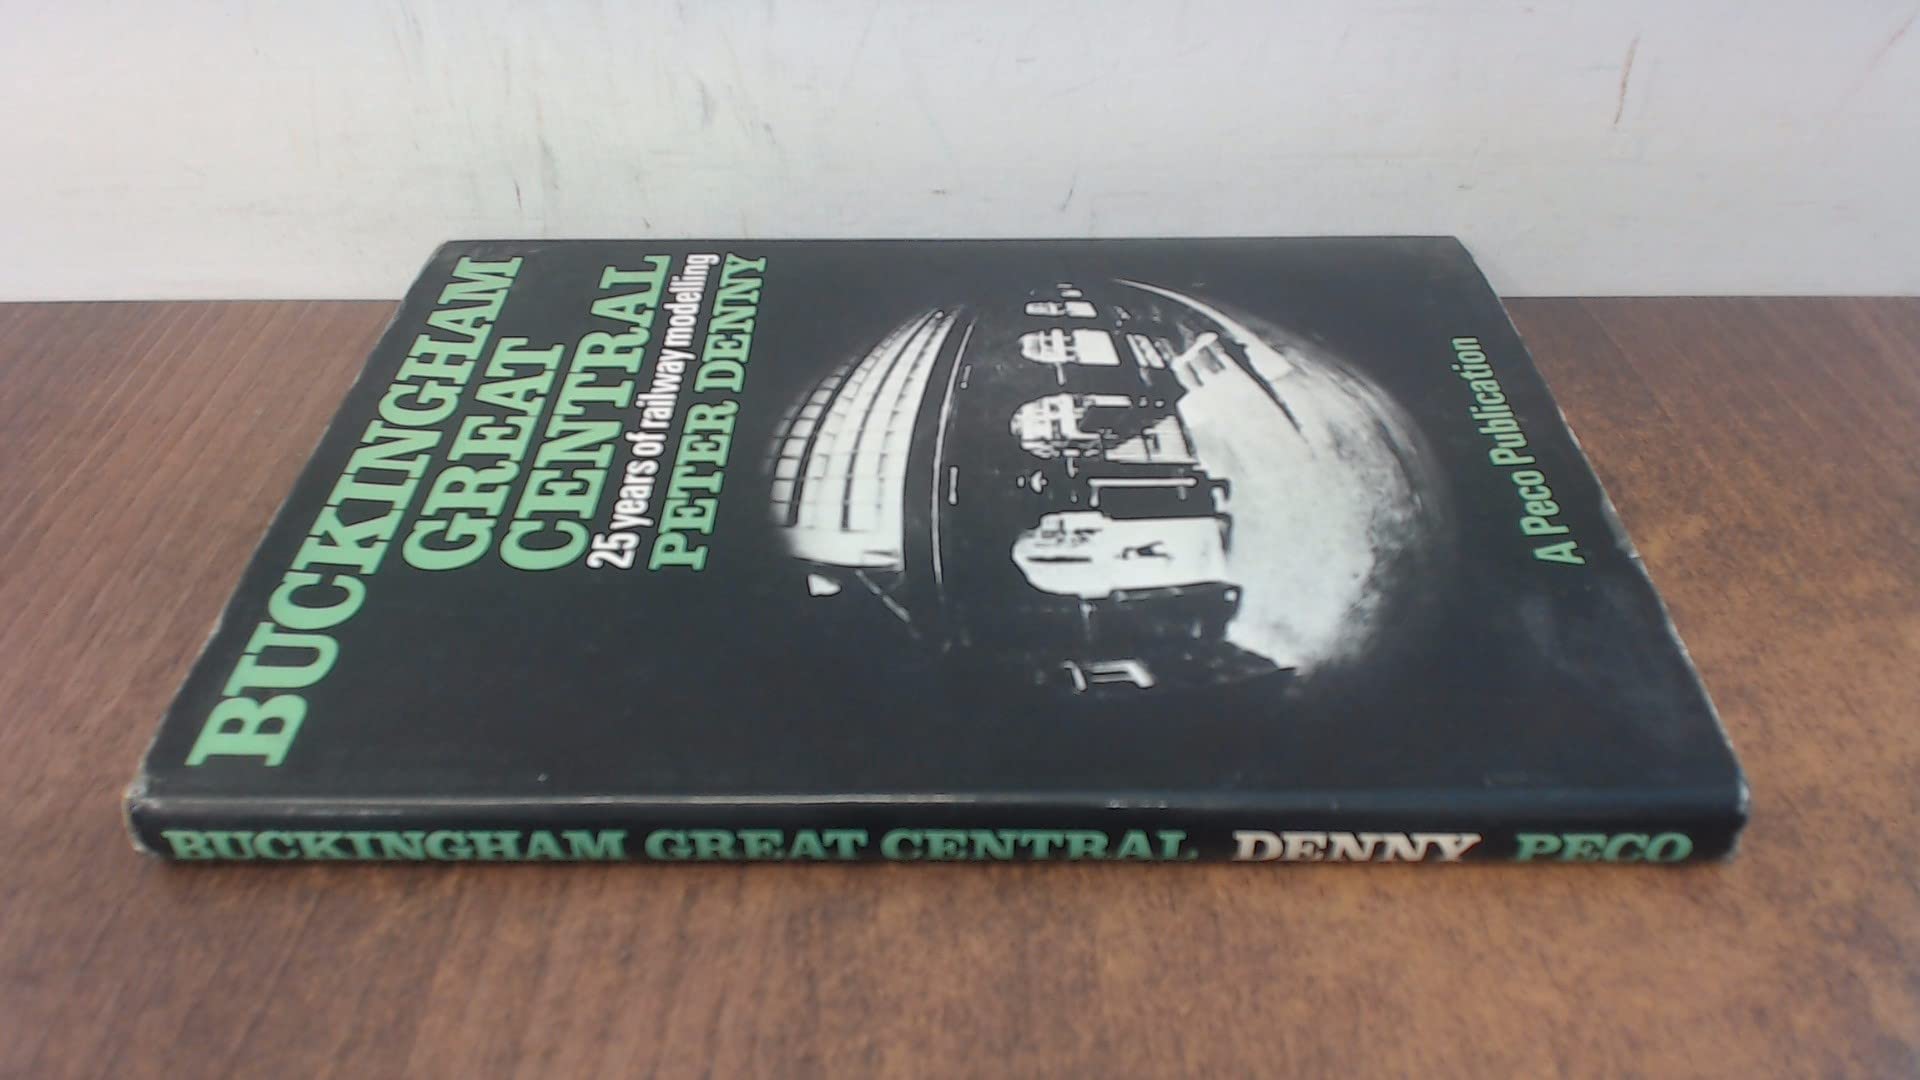 BUCKINGHAM
GREAT
CENTRAL
25 years of railway modelling
PETER DENNY
A Peco Publication
BUCKINGHAM GREAT CENTRAL DENNY PECO